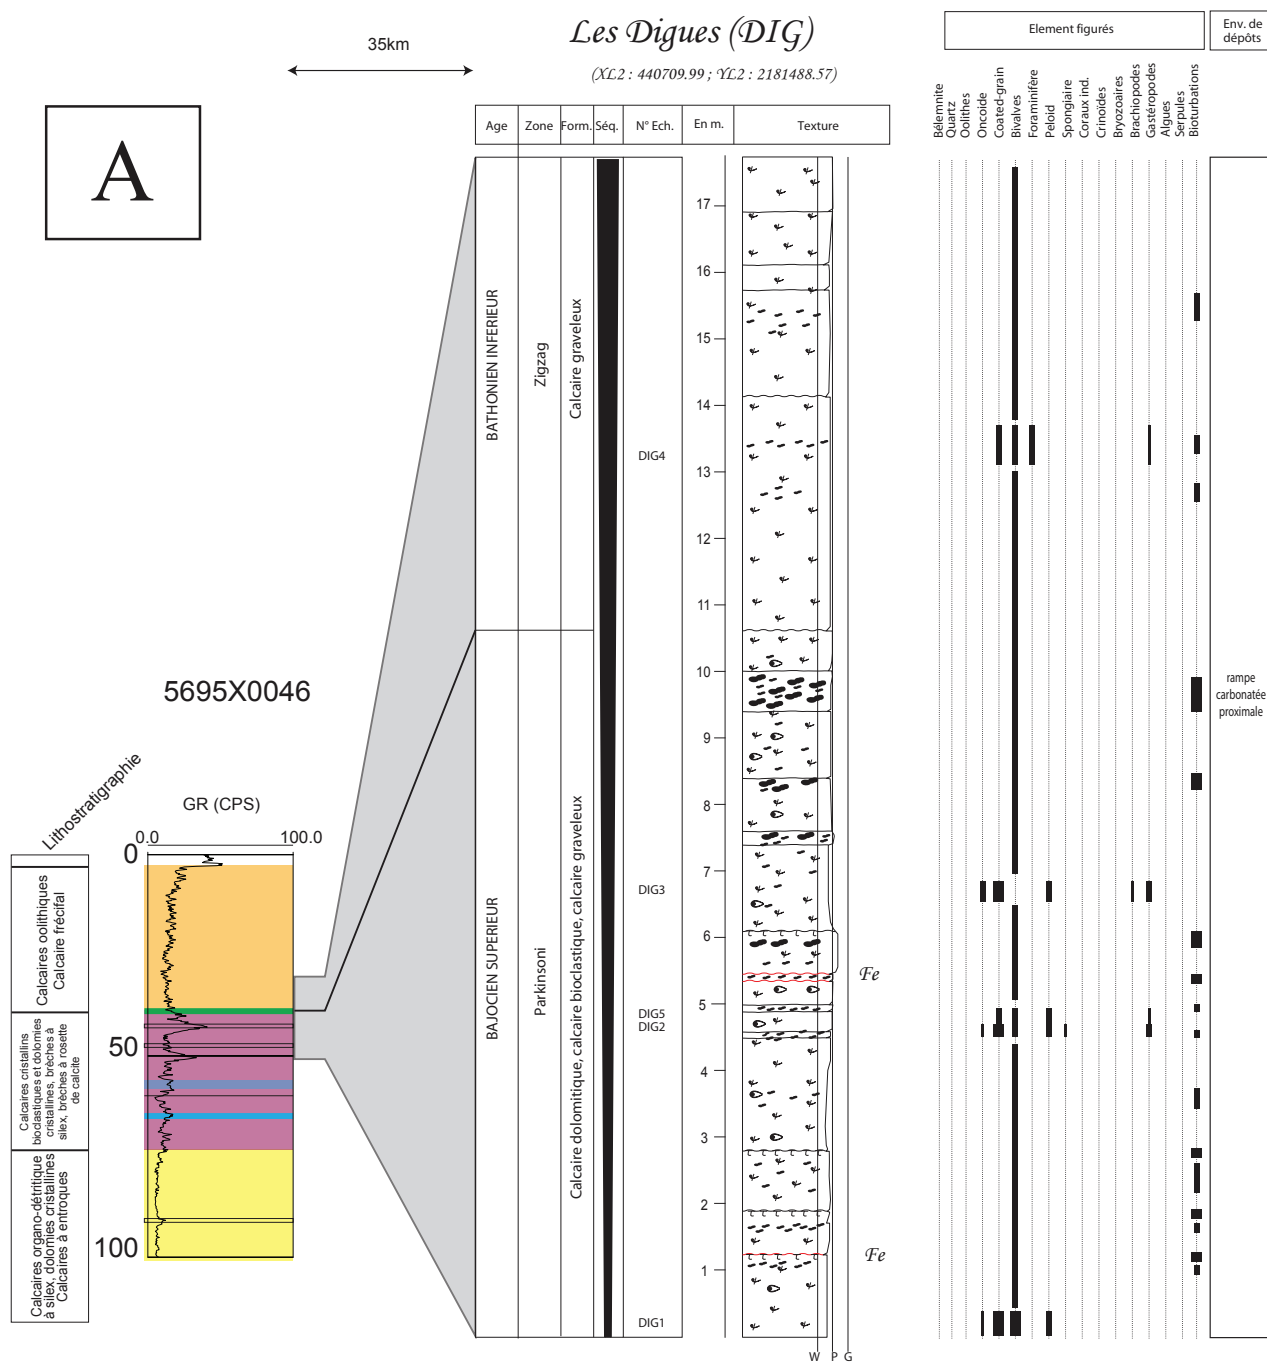 Les Digues (DIG)
(XL2 : 440709.99 ; YL2 : 2181488.57)
35km
A
Element figurés
Env. de
dépôts
Bélemnite
Quartz
Oolithes
Oncoide
Coated-grain
Bivalves
Foraminifère
Peloid
Spongiaire
Coraux ind.
Crinoides
Bryozoaires
Brachiopodes
Gastéropodes
Algues
Serpules
Bioturbations
Age
Zone
Form.
Séq.
N° Ech.
En m.
Texture
BATHONIEN INFERIEUR
Zigzag
Calcaire graveleux
BAJOCIEN SUPERIEUR
Parkinsoni
Calcaire dolomitique, calcaire bioclastique, calcaire graveleux
DIG4
DIG3
DIG5
DIG2
DIG1
17
16
15
14
13
12
11
10
9
8
7
6
5
4
3
2
1
Fe
Fe
W P G
rampe
carbonatée
proximale
5695X0046
Lithostratigraphie
GR (CPS)
0.0 100.0
0
50
100
Calcaires oolithiques
Calcaire frécifal
Calcaires cristallins
bioclastiques et dolomies
cristallines, brèches à
silex, brèches à rosette
de calcite
Calcaires organo-détritique
à silex, dolomies cristallines
Calcaires à entroques